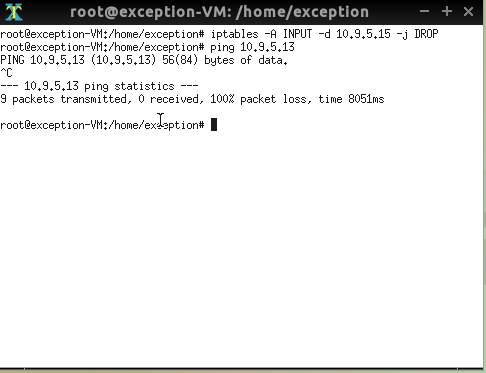 root@exception-VM: /home/exception
root@exception-VM:/home/exception# iptables -A INPUT -d 10.9.5.15 -j DROP
root@exception-VM:/home/exception# ping 10.9.5.13
PING 10.9.5.13 (10.9.5.13) 56(84) bytes of data.
^C
--- 10.9.5.13 ping statistics ---
9 packets transmitted, 0 received, 100% packet loss, time 8051ms
root@exception-VM:/home/exception#